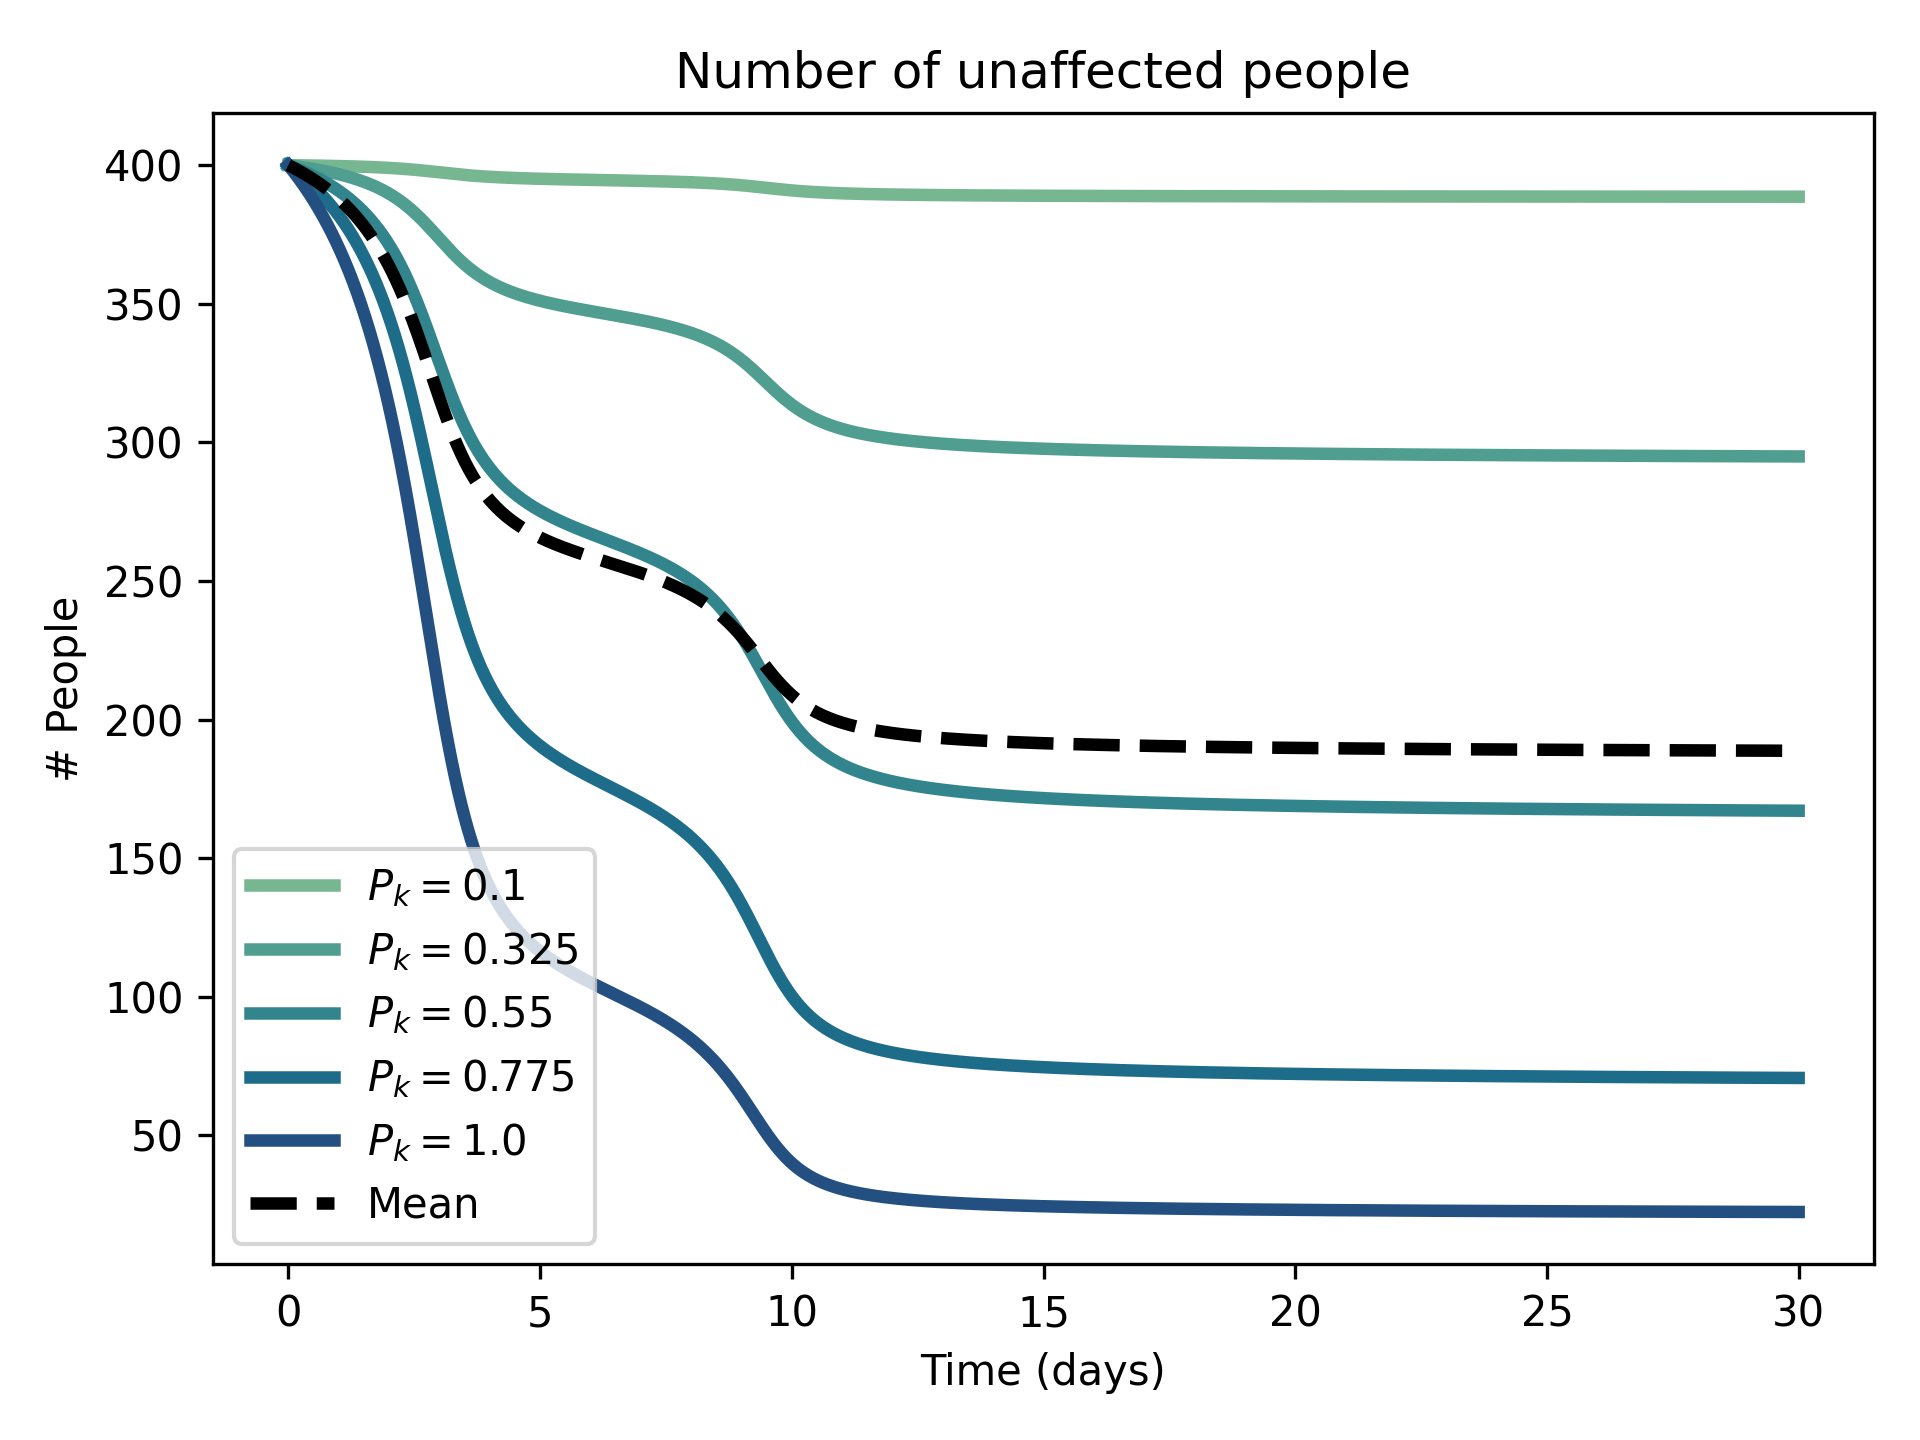 Number of unaffected people
# People
400
350
300
250
200
150
100
50
P_k = 0.1
P_k = 0.325
P_k = 0.55
P_k = 0.775
P_k = 1.0
Mean
0 5 10 15 20 25 30
Time (days)